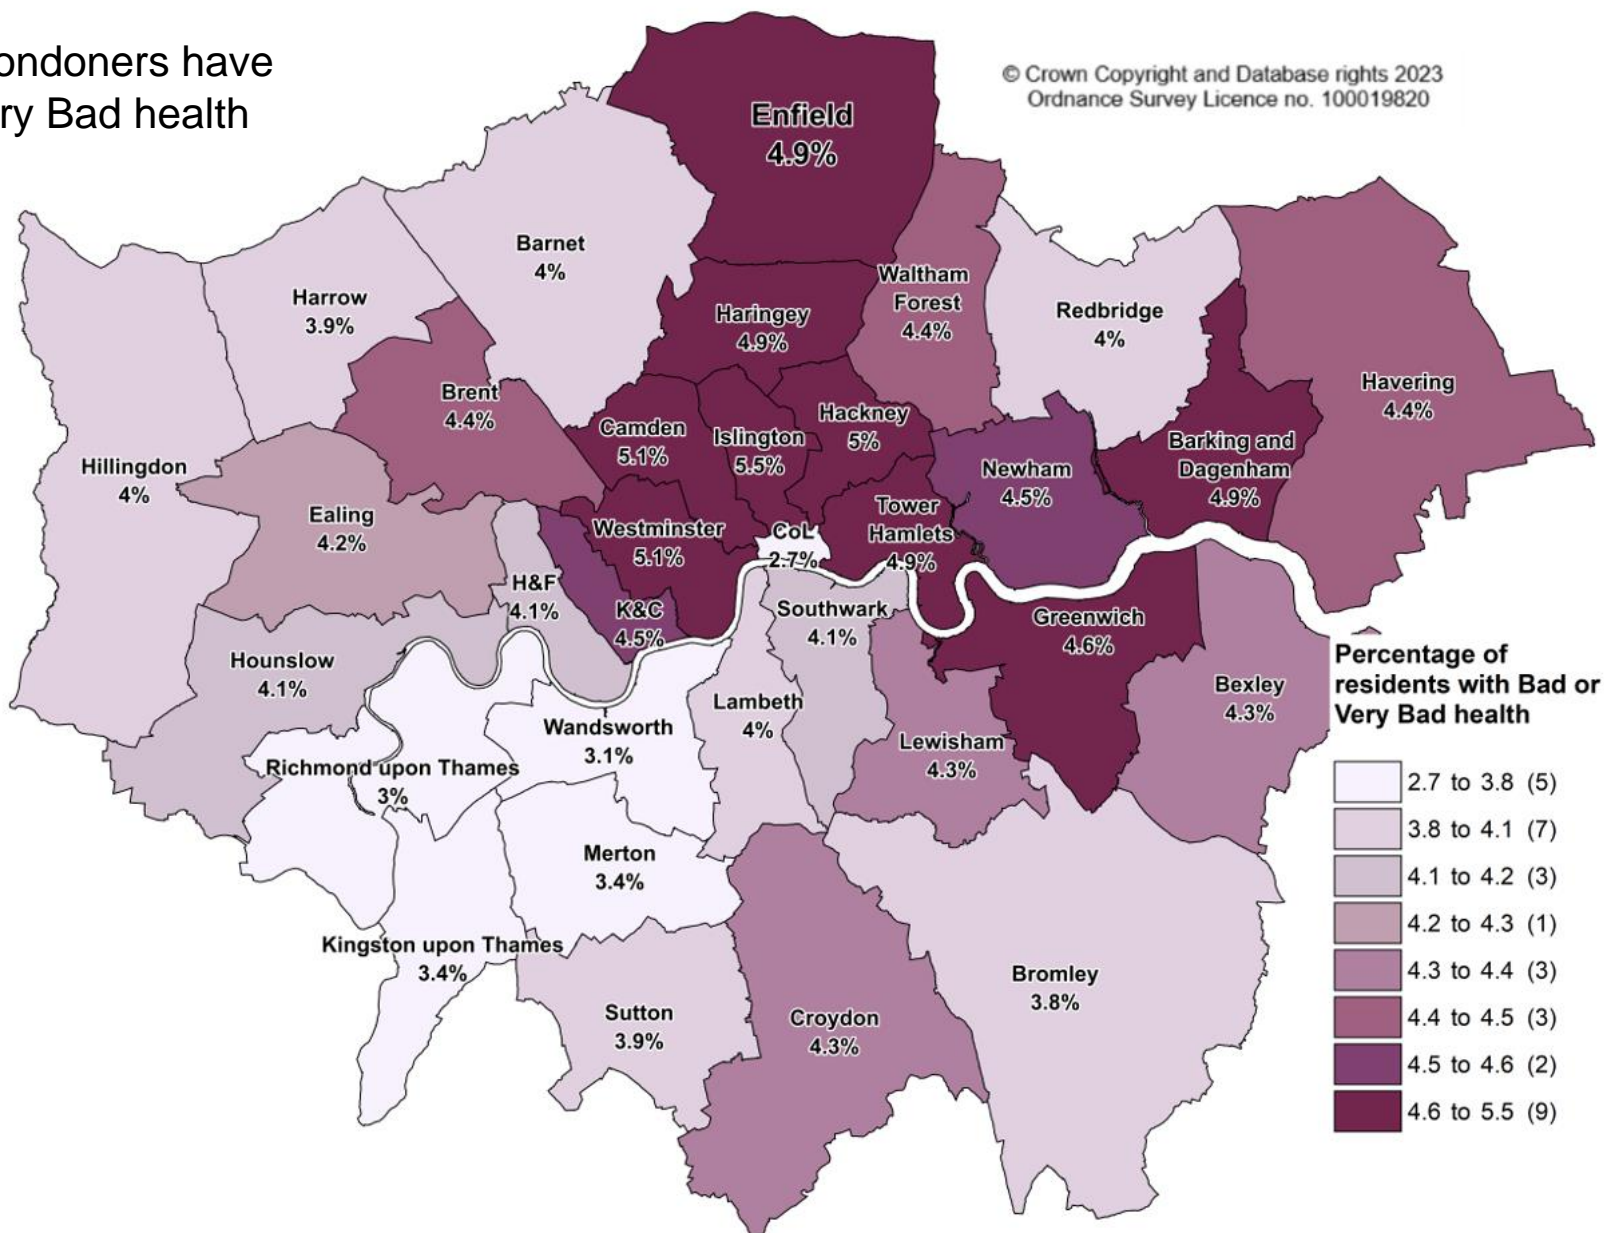 ondoners have
ry Bad health
© Crown Copyright and Database rights 2023
Ordnance Survey Licence no. 100019820
Enfield
4.9%
Barnet
4%
Harrow
3.9%
Waltham
Forest
4.4%
Haringey
4.9%
Redbridge
4%
Brent
4.4%
Havering
4.4%
Hackney
5%
Camden
5.1%
Islington
5.5%
Barking and
Dagenham
4.9%
Hillingdon
4%
Newham
4.5%
Ealing
4.2%
Tower
Hamlets
4.9%
Westminster
5.1%
CoL
2.7%
H&F
4.1%
K&C
4.5%
Southwark
4.1%
Greenwich
4.6%
Hounslow
4.1%
Bexley
4.3%
Lambeth
4%
Wandsworth
3.1%
Lewisham
4.3%
Richmond upon Thames
3%
Merton
3.4%
Kingston upon Thames
3.4%
Bromley
3.8%
Sutton
3.9%
Croydon
4.3%
Percentage of
residents with Bad or
Very Bad health
2.7 to 3.8 (5)
3.8 to 4.1 (7)
4.1 to 4.2 (3)
4.2 to 4.3 (1)
4.3 to 4.4 (3)
4.4 to 4.5 (3)
4.5 to 4.6 (2)
4.6 to 5.5 (9)